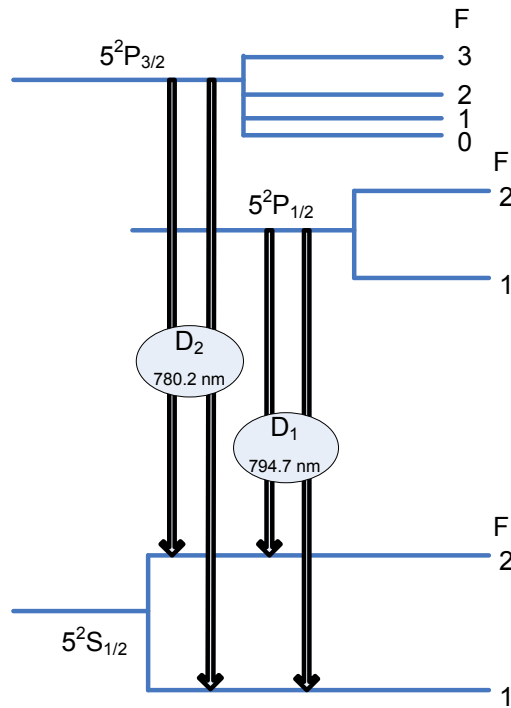 F
5²P₃/₂
3
2
1
0
F
5²P₁/₂
2
1
D₂
780.2 nm
D₁
794.7 nm
F
2
5²S₁/₂
1